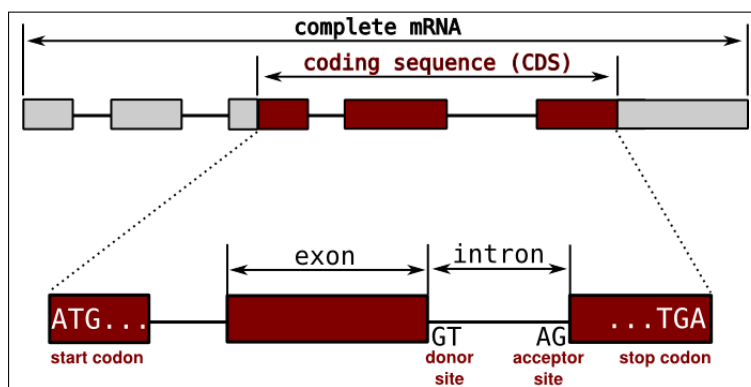 complete mRNA
coding sequence (CDS)
exon
intron
ATG...
GT
AG
...TGA
start codon
donor
site
acceptor
site
stop codon